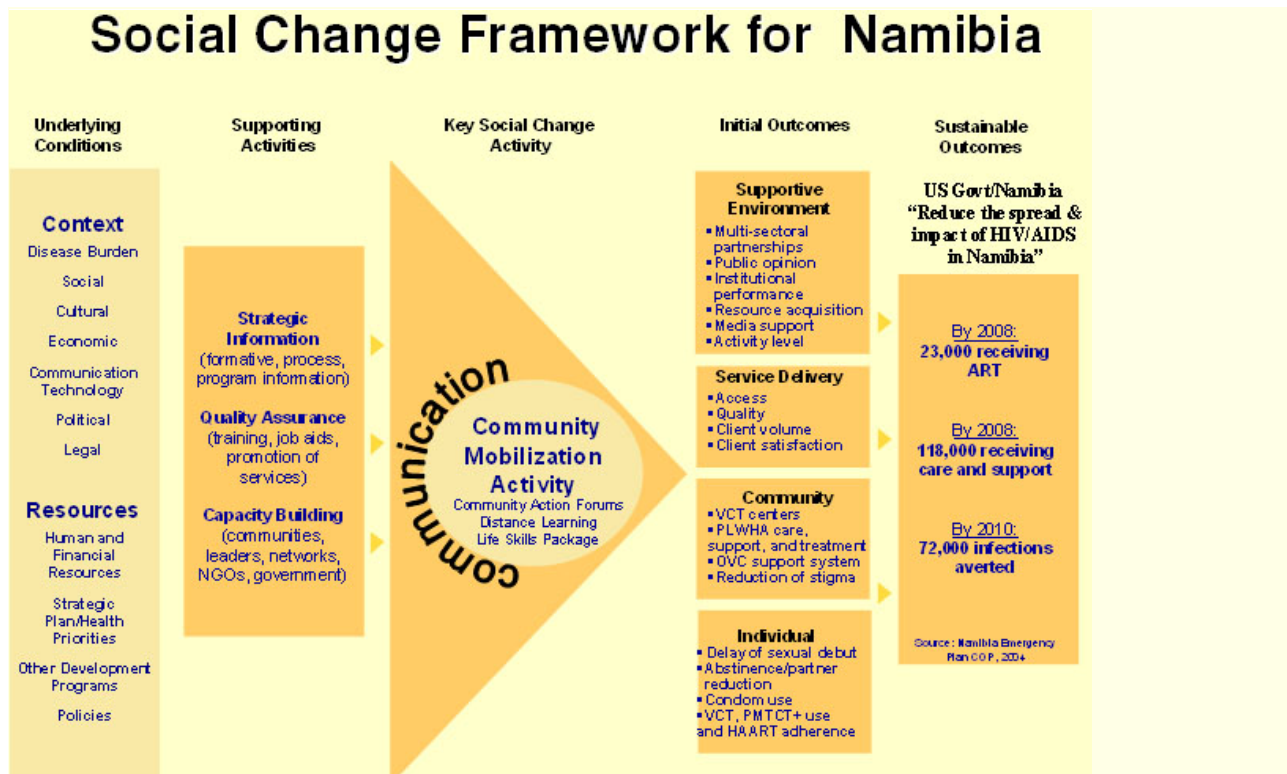 Social Change Framework for Namibia
Underlying
Conditions
Supporting
Activities
Key Social Change
Activity
Initial Outcomes
Sustainable
Outcomes
Context
Disease Burden
Social
Cultural
Economic
Communication
Technology
Political
Legal
Resources
Human and
Financial
Resources
Strategic
Plan/Health
Priorities
Other Development
Programs
Policies
Strategic
Information
(formative, process,
program information)
Quality Assurance
(training, job aids,
promotion of
services)
Capacity Building
(communities,
leaders, networks,
NGOs, government)
communication
Community
Mobilization
Activity
Community Action Forums
Distance Learning
Life Skills Package
Supportive
Environment
▪ Multi-sectoral
partnerships
▪ Public opinion
▪ Institutional
performance
▪ Resource acquisition
▪ Media support
▪ Activity level
Service Delivery
▪ Access
▪ Quality
▪ Client volume
▪ Client satisfaction
Community
▪ VCT centers
▪ PLWHA care,
support, and treatment
▪ OVC support system
▪ Reduction of stigma
Individual
▪ Delay of sexual debut
▪ Abstinence/partner
reduction
▪ Condom use
▪ VCT, PMTCT+ use
and HAART adherence
US Govt/Namibia
“Reduce the spread &
impact of HIV/AIDS
in Namibia”
By 2008:
23,000 receiving
ART
By 2008:
118,000 receiving
care and support
By 2010:
72,000 infections
averted
Source: Namibia Emergency
Plan COP, 2004